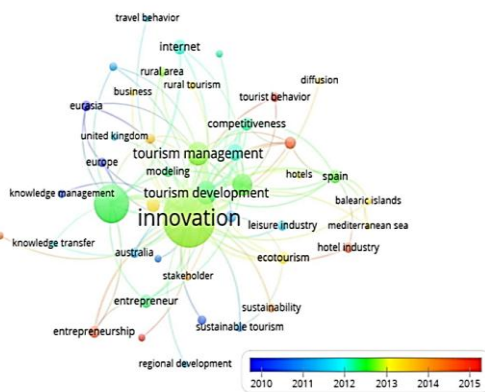 travel behavior
internet
rural area
diffusion
rural tourism
business
tourist behavior
eurasia
competitiveness
united kingdom
tourism management
europe
modeling
hotels
spain
knowledge management
tourism development
balearic islands
innovation
leisure industry
mediterranean sea
knowledge transfer
hotel industry
australia
ecotourism
stakeholder
entrepreneur
sustainability
sustainable tourism
entrepreneurship
regional development
2010 2011 2012 2013 2014 2015